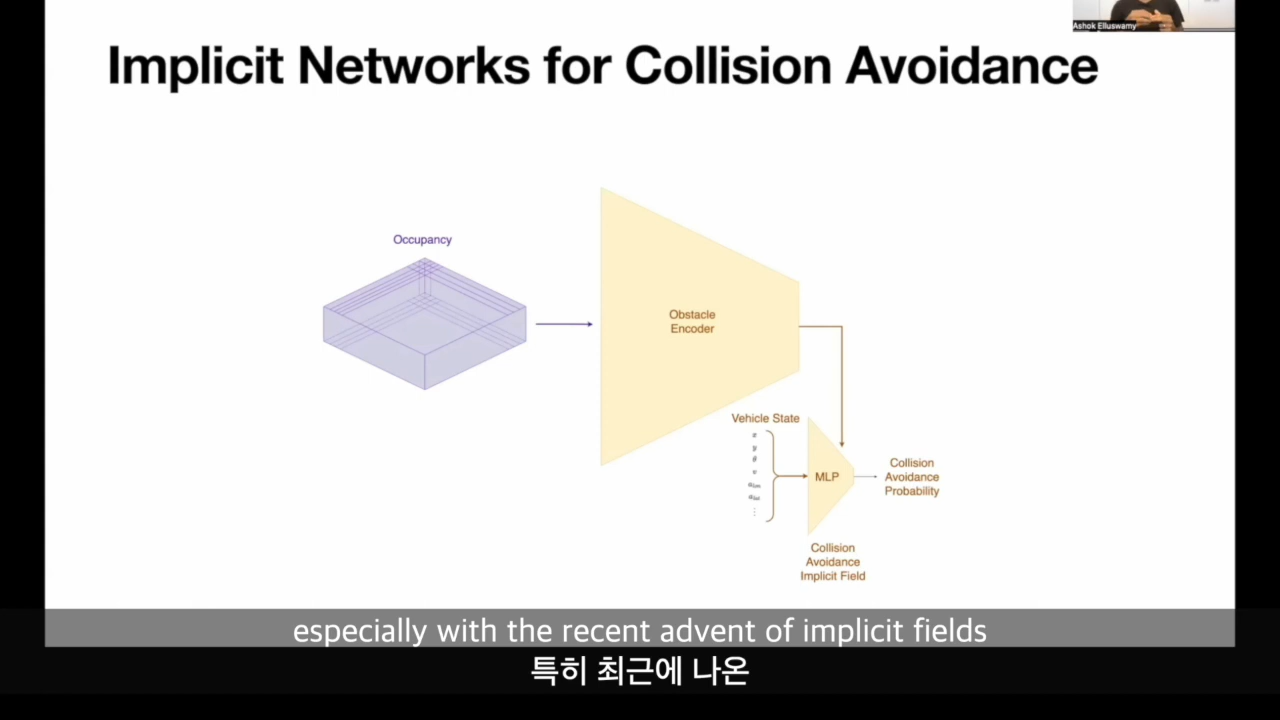 Ashok Elluswamy
Implicit Networks for Collision Avoidance
Occupancy
Obstacle
Encoder
Vehicle State
x
y
θ
v
⋮
MLP
Collision
Avoidance
Probability
Collision
Avoidance
Implicit Field
especially with the recent advent of implicit fields
특히 최근에 나온